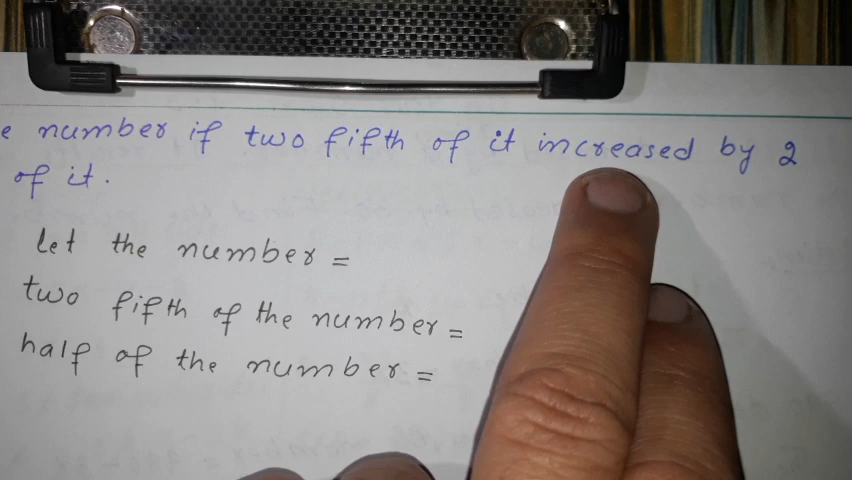 e number if two fifth of it increased by 2
of it.
let the number =
two fifth of the number =
half of the number =